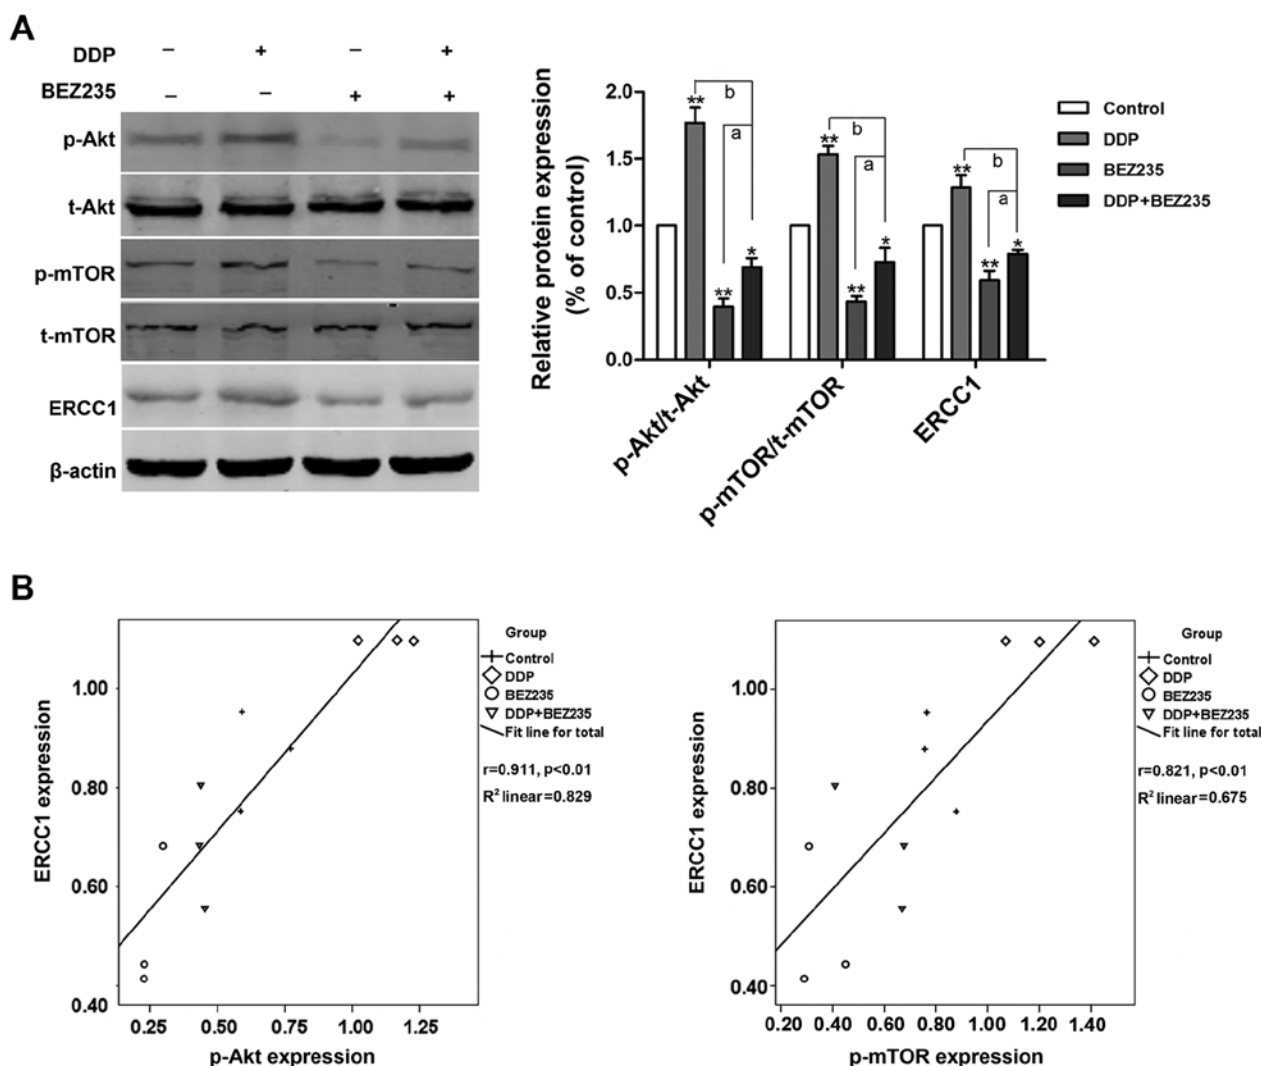 A
DDP − + − +
BEZ235 − − + +
p-Akt
t-Akt
p-mTOR
t-mTOR
ERCC1
β-actin
Relative protein expression
(% of control)
2.0
1.5
1.0
0.5
0.0
** b a ** *
** b a ** *
** b a ** *
p-Akt/t-Akt
p-mTOR/t-mTOR
ERCC1
Control
DDP
BEZ235
DDP+BEZ235
B
ERCC1 expression
1.00
0.80
0.60
0.40
0.25 0.50 0.75 1.00 1.25
p-Akt expression
Group
Control
DDP
BEZ235
DDP+BEZ235
Fit line for total
r=0.911, p<0.01
R² linear=0.829
ERCC1 expression
1.00
0.80
0.60
0.40
0.20 0.40 0.60 0.80 1.00 1.20 1.40
p-mTOR expression
Group
Control
DDP
BEZ235
DDP+BEZ235
Fit line for total
r=0.821, p<0.01
R² linear=0.675